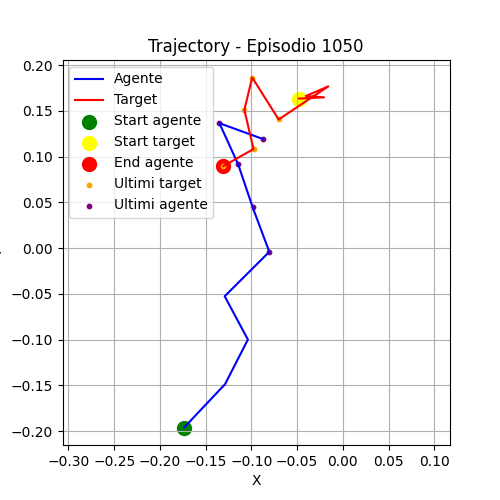 Trajectory - Episodio 1050
0.20
0.15
0.10
0.05
0.00
−0.05
−0.10
−0.15
−0.20
Agente
Target
Start agente
Start target
End agente
Ultimi target
Ultimi agente
−0.30 −0.25 −0.20 −0.15 −0.10 −0.05 0.00 0.05 0.10
X